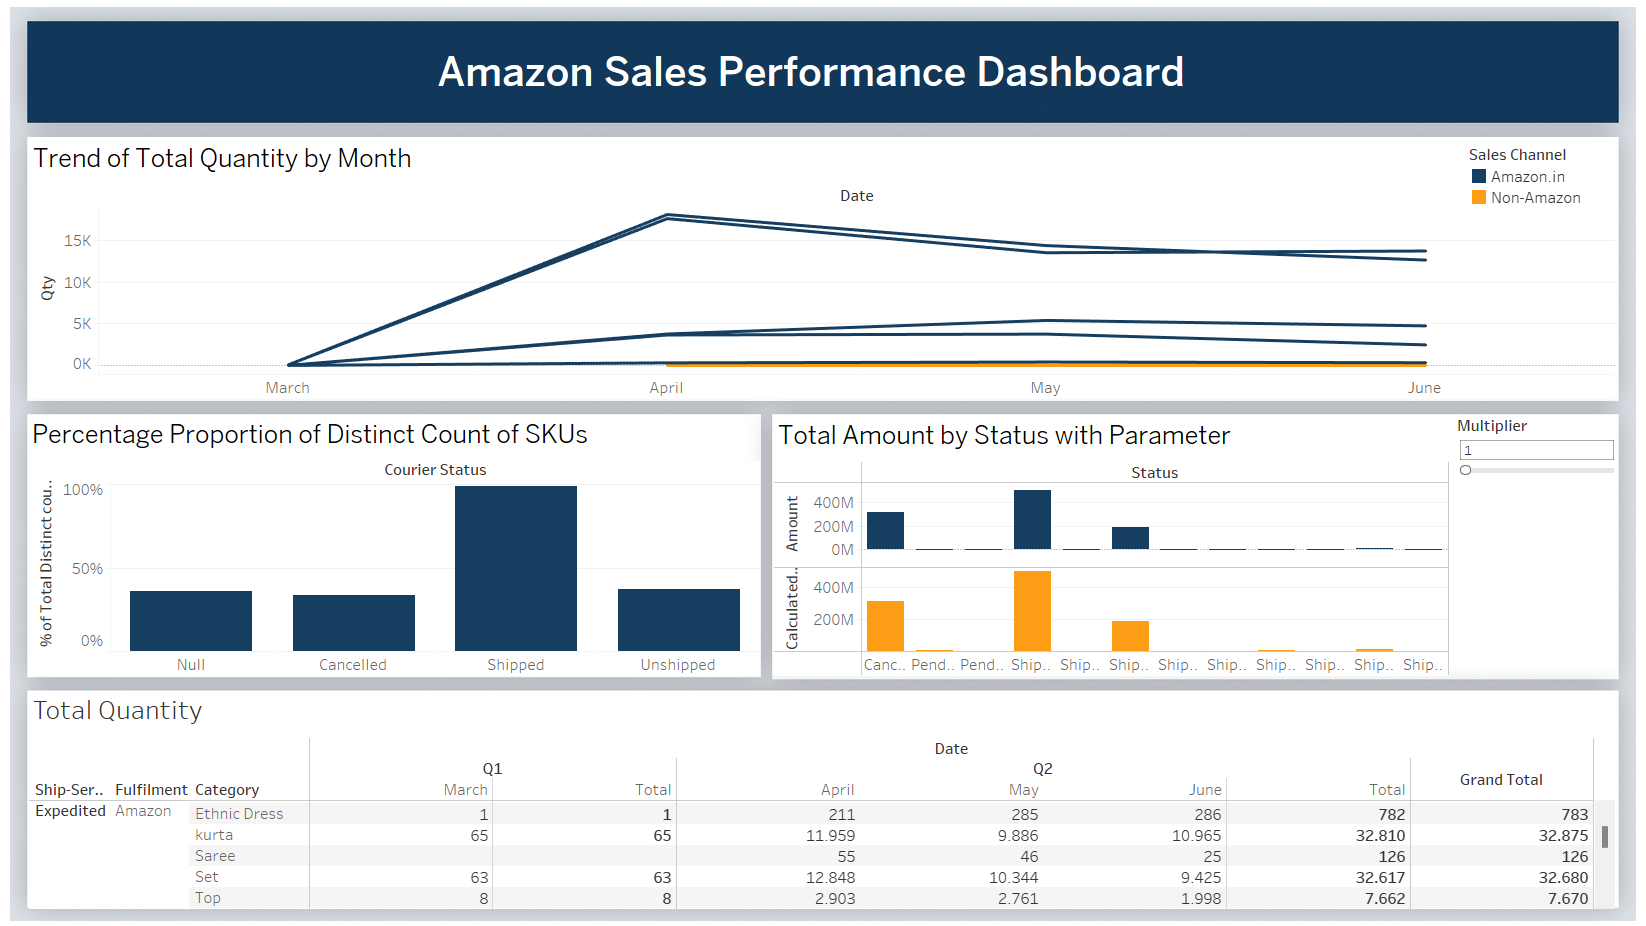 Amazon Sales Performance Dashboard
Trend of Total Quantity by Month
Sales Channel
Amazon.in
Non-Amazon
Date
Qty
15K
10K
5K
0K
March April May June
Percentage Proportion of Distinct Count of SKUs
Courier Status
% of Total Distinct cou..
100%
50%
0%
Null Cancelled Shipped Unshipped
Total Amount by Status with Parameter
Multiplier
1
Status
Amount
400M
200M
0M
Calculated..
400M
200M
Canc.. Pend.. Pend.. Ship.. Ship.. Ship.. Ship.. Ship.. Ship.. Ship.. Ship.. Ship..
Total Quantity
Date
Q1 Q2 Grand Total
Ship-Ser.. Fulfilment Category March Total April May June Total
Expedited Amazon Ethnic Dress 1 1 211 285 286 782 783
kurta 65 65 11.959 9.886 10.965 32.810 32.875
Saree 55 46 25 126 126
Set 63 63 12.848 10.344 9.425 32.617 32.680
Top 8 8 2.903 2.761 1.998 7.662 7.670